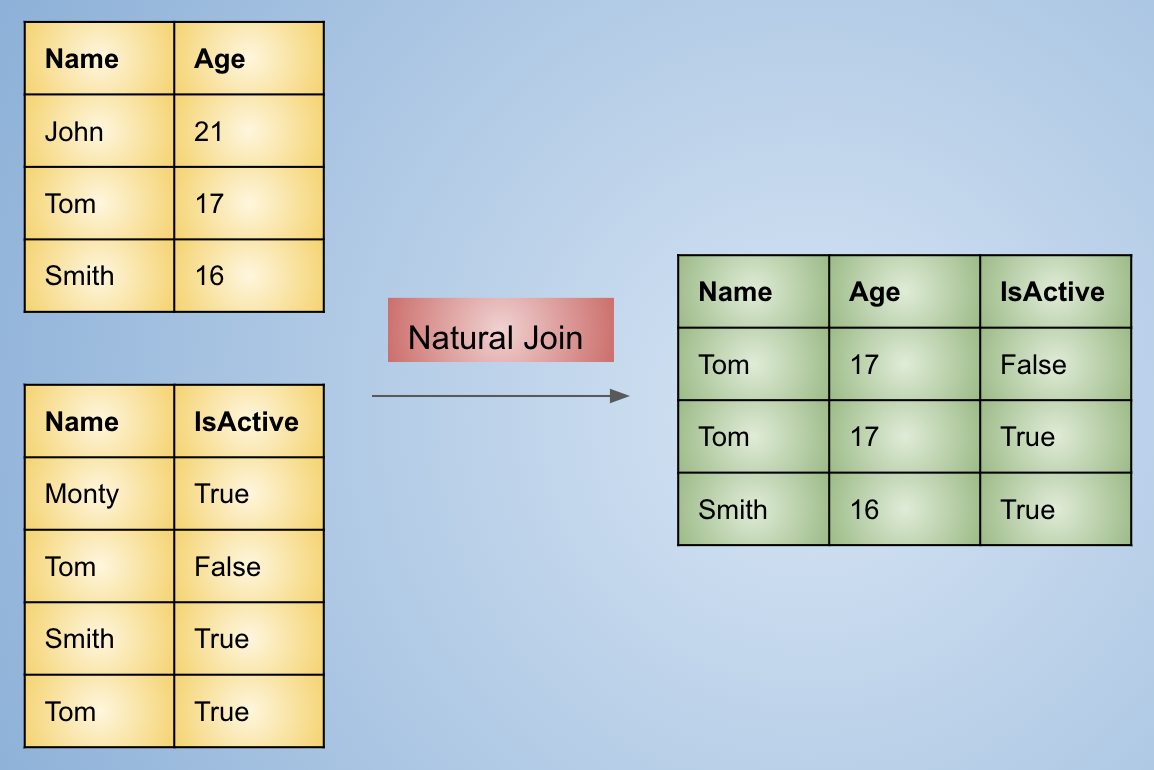 Name Age
John 21
Tom 17
Smith 16
Name IsActive
Monty True
Tom False
Smith True
Tom True
Natural Join
Name Age IsActive
Tom 17 False
Tom 17 True
Smith 16 True